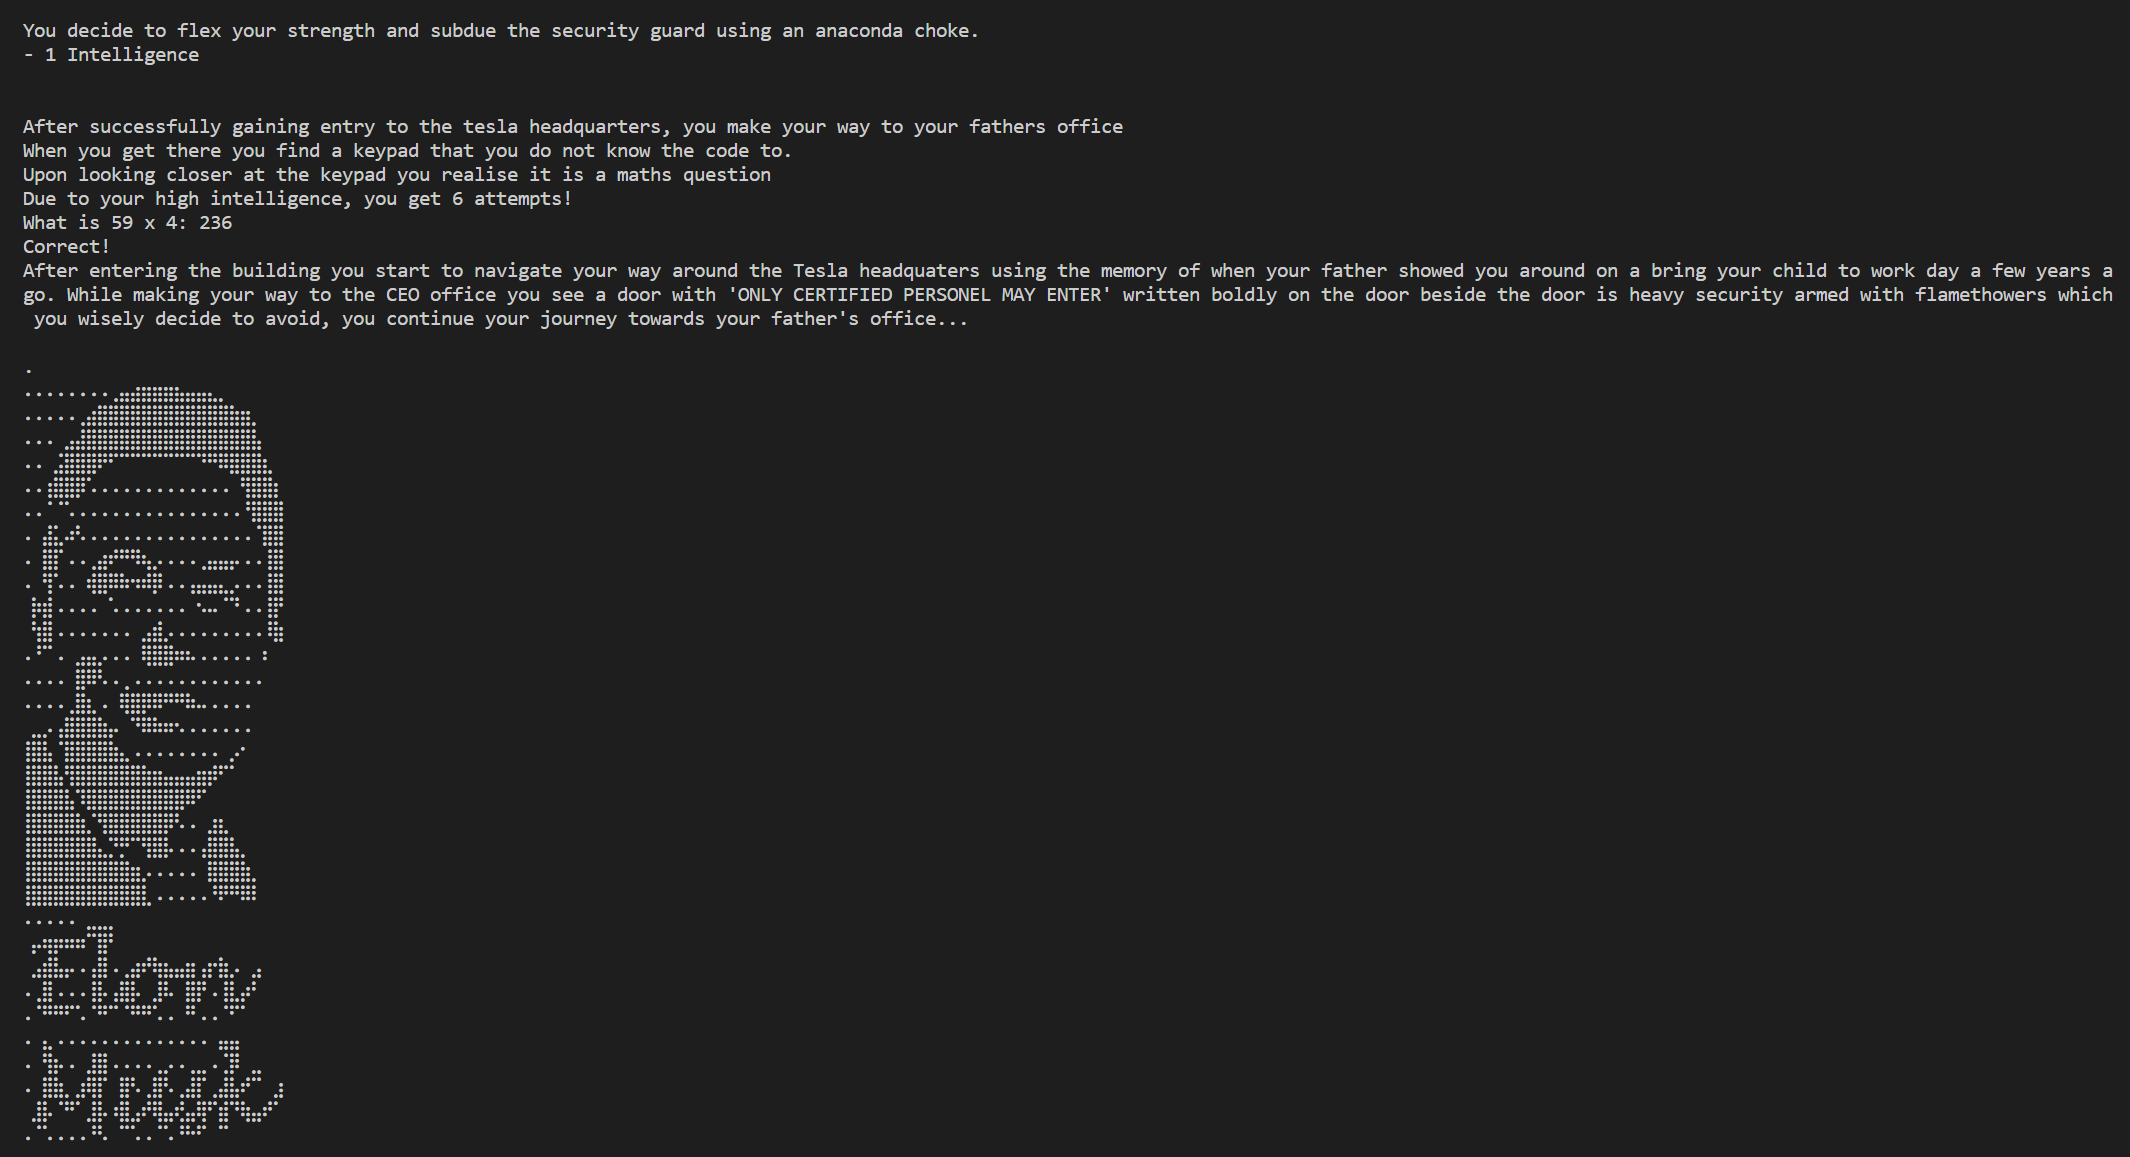 You decide to flex your strength and subdue the security guard using an anaconda choke.
- 1 Intelligence
After successfully gaining entry to the tesla headquarters, you make your way to your fathers office
When you get there you find a keypad that you do not know the code to.
Upon looking closer at the keypad you realise it is a maths question
Due to your high intelligence, you get 6 attempts!
What is 59 x 4: 236
Correct!
After entering the building you start to navigate your way around the Tesla headquaters using the memory of when your father showed you around on a bring your child to work day a few years a
go. While making your way to the CEO office you see a door with 'ONLY CERTIFIED PERSONEL MAY ENTER' written boldly on the door beside the door is heavy security armed with flamethowers which
you wisely decide to avoid, you continue your journey towards your father's office...
.
Elon
Musk